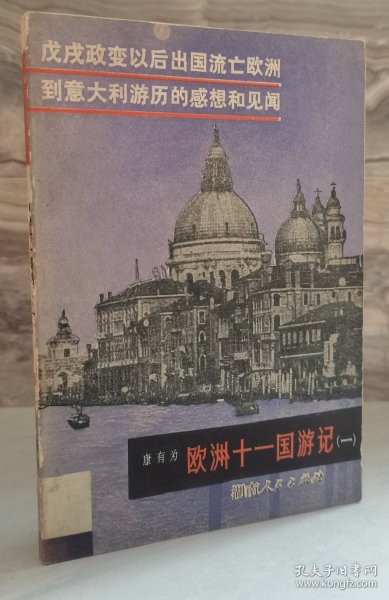 戊戌政变以后出国流亡欧洲
到意大利游历的感想和见闻
康有为 欧洲十一国游记(一)
湖南人民出版社
孔夫子旧书网
www.kongfz.com